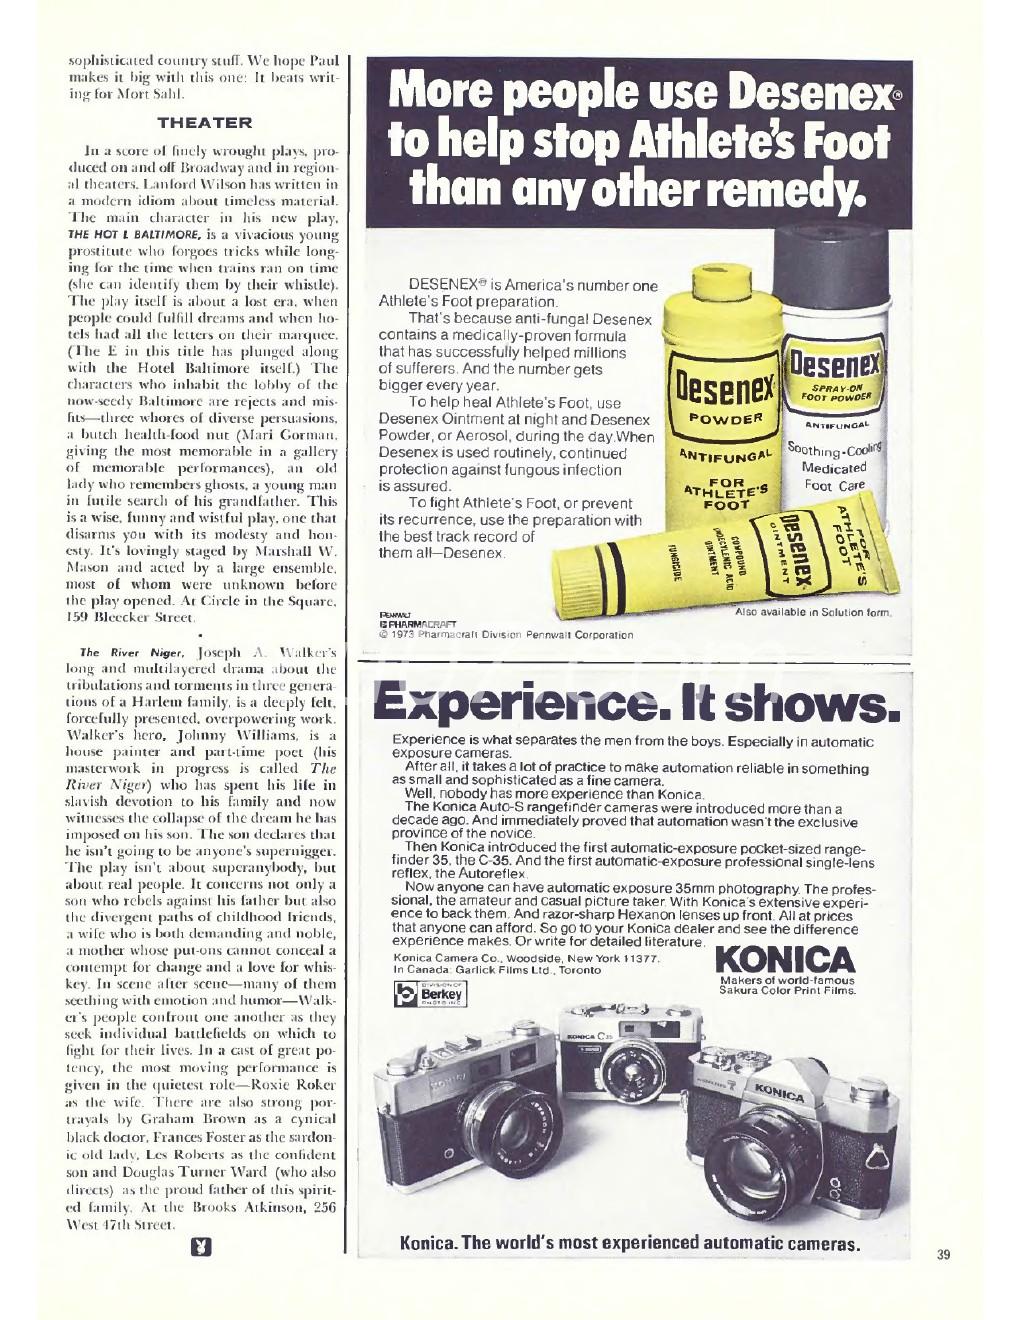 sophisticated country stuff. We hope Paul
makes it big with this one: It beats writ-
ing for Mort Sahl.
THEATER
In a score of finely wrought plays, pro-
duced on and off Broadway and in region-
al theaters, Lanford Wilson has written in
a modern idiom about timeless material.
The main character in his new play,
THE HOT L BALTIMORE, is a vivacious young
prostitute who forgoes tricks while long-
ing for the time when trains ran on time
(she can identify them by their whistle).
The play itself is about a lost era, when
people could fulfill dreams and when ho-
tels had all the letters on their marquee.
(The E in this title has plunged along
with the Hotel Baltimore itself.) The
characters who inhabit the lobby of the
now-seedy Baltimore are rejects and mis-
fits—three whores of diverse persuasions,
a butch health-food nut (Mari Gorman,
giving the most memorable in a gallery
of memorable performances), an old
lady who remembers ghosts, a young man
in futile search of his grandfather. This
is a wise, funny and wistful play, one that
disarms you with its modesty and hon-
esty. It's lovingly staged by Marshall W.
Mason and acted by a large ensemble,
most of whom were unknown before
the play opened. At Circle in the Square,
159 Bleecker Street.
•
The River Niger, Joseph A. Walker's
long and multilayered drama about the
tribulations and torments in three genera-
tions of a Harlem family, is a deeply felt,
forcefully presented, overpowering work.
Walker's hero, Johnny Williams, is a
house painter and part-time poet (his
masterwork in progress is called The
River Niger) who has spent his life in
slavish devotion to his family and now
witnesses the collapse of the dream he has
imposed on his son. The son declares that
he isn't going to be anyone's supernigger.
The play isn't about superanybody, but
about real people. It concerns not only a
son who rebels against his father but also
the divergent paths of childhood friends,
a wife who is both demanding and noble,
a mother whose put-ons cannot conceal a
contempt for change and a love for whis-
key. In scene after scene—many of them
seething with emotion and humor—Walk-
er's people confront one another as they
seek individual battlefields on which to
fight for their lives. In a cast of great po-
tency, the most moving performance is
given in the quietest role—Roxie Roker
as the wife. There are also strong por-
trayals by Graham Brown as a cynical
black doctor, Frances Foster as the sardon-
ic old lady, Les Roberts as the confident
son and Douglas Turner Ward (who also
directs) as the proud father of this spirit-
ed family. At the Brooks Atkinson, 256
West 47th Street.
More people use Desenex®
to help stop Athlete's Foot
than any other remedy.
DESENEX® is America's number one
Athlete's Foot preparation.
That's because anti-fungal Desenex
contains a medically-proven formula
that has successfully helped millions
of sufferers. And the number gets
bigger every year.
To help heal Athlete's Foot, use
Desenex Ointment at night and Desenex
Powder, or Aerosol, during the day. When
Desenex is used routinely, continued
protection against fungous infection
is assured.
To fight Athlete's Foot, or prevent
its recurrence, use the preparation with
the best track record of
them all—Desenex.
Desenex
POWDER
ANTIFUNGAL
FOR
ATHLETE'S
FOOT
Desenex
SPRAY-ON
FOOT POWDER
ANTIFUNGAL
Soothing-Cooling
Medicated
Foot Care
FOR
ATHLETE'S
FOOT
Desenex
OINTMENT
COMPOUND
UNDECYLENIC ACID
OINTMENT
FUNGICIDE
Also available in Solution form.
PENNWALT
PHARMACRAFT
© 1973 Pharmacraft Division Pennwalt Corporation
Experience. It shows.
Experience is what separates the men from the boys. Especially in automatic
exposure cameras.
After all, it takes a lot of practice to make automation reliable in something
as small and sophisticated as a fine camera.
Well, nobody has more experience than Konica.
The Konica Auto-S rangefinder cameras were introduced more than a
decade ago. And immediately proved that automation wasn't the exclusive
province of the novice.
Then Konica introduced the first automatic-exposure pocket-sized range-
finder 35, the C-35. And the first automatic-exposure professional single-lens
reflex, the Autoreflex.
Now anyone can have automatic exposure 35mm photography. The profes-
sional, the amateur and casual picture taker. With Konica's extensive experi-
ence to back them. And razor-sharp Hexanon lenses up front. All at prices
that anyone can afford. So go to your Konica dealer and see the difference
experience makes. Or write for detailed literature.
Konica Camera Co., Woodside, New York 11377.
In Canada: Garlick Films Ltd., Toronto
KONICA
Makers of world-famous
Sakura Color Print Films.
DIVISION OF
Berkey
PHOTO INC.
KONICA C35
KONICA
KONICA
Konica. The world's most experienced automatic cameras.
39